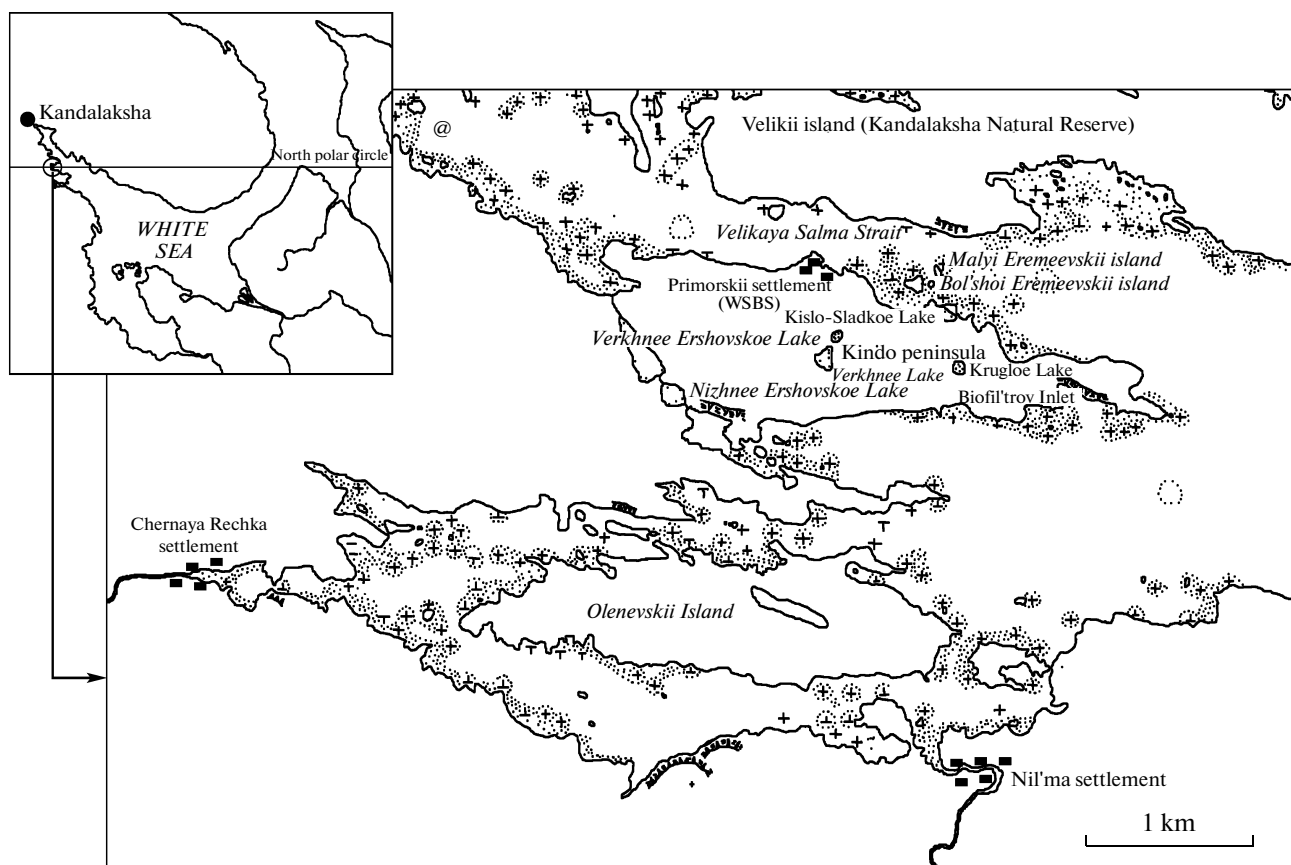 Kandalaksha
North polar circle
WHITE
SEA
@
Velikii island (Kandalaksha Natural Reserve)
Velikaya Salma Strait
Malyi Eremeevskii island
Bol'shoi Eremeevskii island
Primorskii settlement
(WSBS)
Kislo-Sladkoe Lake
Verkhnee Ershovskoe Lake
Kindo peninsula
Verkhnee Lake
Krugloe Lake
Nizhnee Ershovskoe Lake
Biofil'trov Inlet
Chernaya Rechka
settlement
Olenevskii Island
Nil'ma settlement
1 km